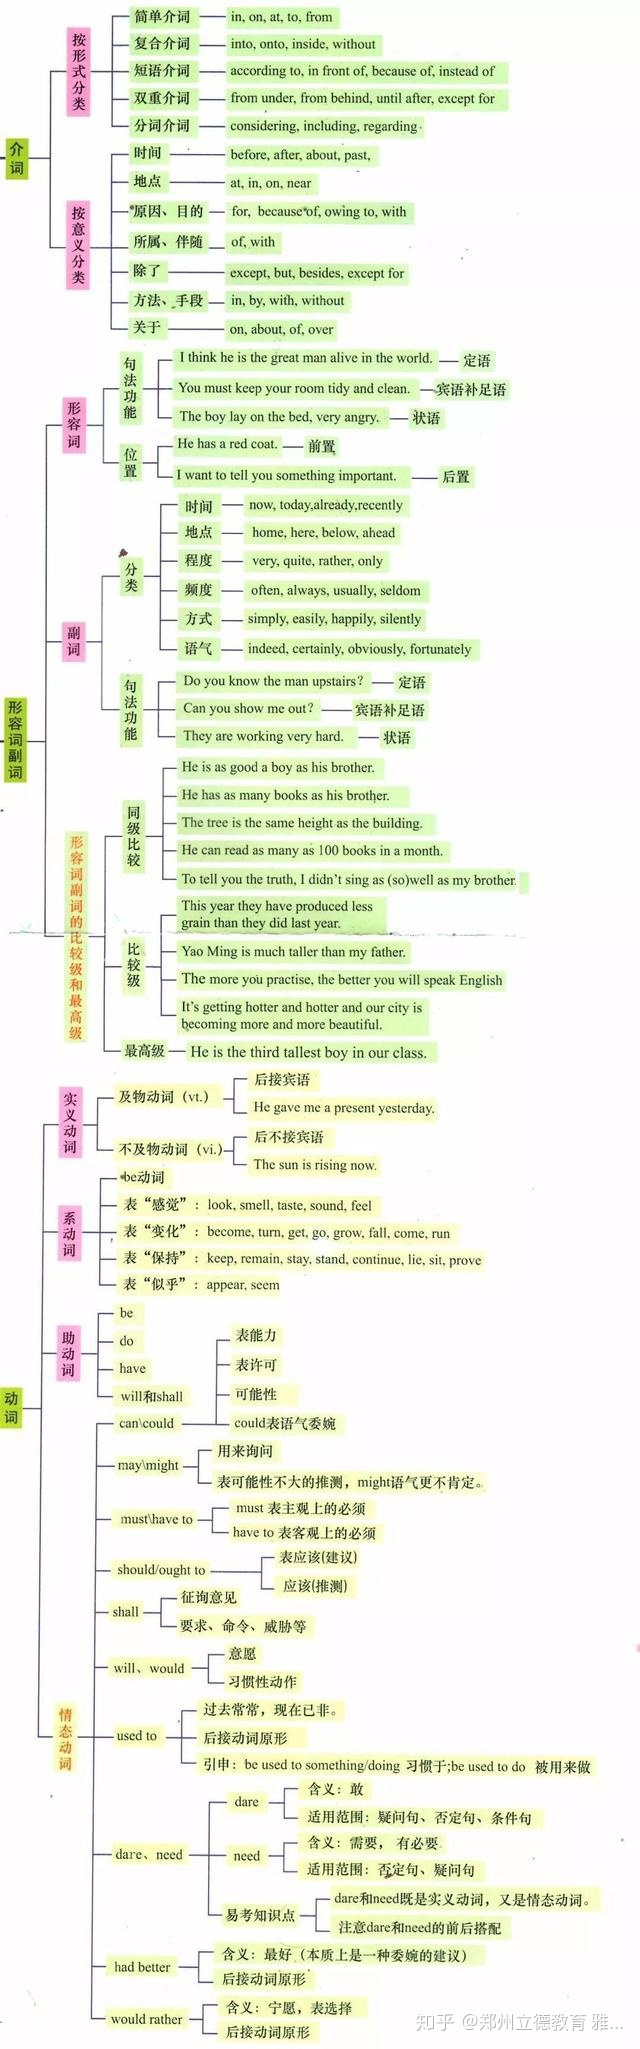 介词
按形式分类
简单介词
in, on, at, to, from
复合介词
into, onto, inside, without
短语介词
according to, in front of, because of, instead of
双重介词
from under, from behind, until after, except for
分词介词
considering, including, regarding
按意义分类
时间
before, after, about, past,
地点
at, in, on, near
原因、目的
for, because of, owing to, with
所属、伴随
of, with
除了
except, but, besides, except for
方法、手段
in, by, with, without
关于
on, about, of, over
形容词副词
形容词
句法功能
I think he is the great man alive in the world.
定语
You must keep your room tidy and clean.
宾语补足语
The boy lay on the bed, very angry.
状语
位置
He has a red coat.
前置
I want to tell you something important.
后置
副词
分类
时间
now, today,already,recently
地点
home, here, below, ahead
程度
very, quite, rather, only
频度
often, always, usually, seldom
方式
simply, easily, happily, silently
语气
indeed, certainly, obviously, fortunately
句法功能
Do you know the man upstairs?
定语
Can you show me out?
宾语补足语
They are working very hard.
状语
形容词副词的比较级和最高级
同级比较
He is as good a boy as his brother.
He has as many books as his brother.
The tree is the same height as the building.
He can read as many as 100 books in a month.
To tell you the truth, I didn't sing as (so)well as my brother.
比较级
This year they have produced less
grain than they did last year.
Yao Ming is much taller than my father.
The more you practise, the better you will speak English
It's getting hotter and hotter and our city is
becoming more and more beautiful.
最高级
He is the third tallest boy in our class.
动词
实义动词
及物动词（vt.）
后接宾语
He gave me a present yesterday.
不及物动词（vi.）
后不接宾语
The sun is rising now.
系动词
be动词
表“感觉”：look, smell, taste, sound, feel
表“变化”：become, turn, get, go, grow, fall, come, run
表“保持”：keep, remain, stay, stand, continue, lie, sit, prove
表“似乎”：appear, seem
助动词
be
do
have
will和shall
情态动词
can\could
表能力
表许可
可能性
could表语气委婉
may\might
用来询问
表可能性不大的推测，might语气更不肯定。
must\have to
must 表主观上的必须
have to 表客观上的必须
should/ought to
表应该(建议)
应该(推测)
shall
征询意见
要求、命令、威胁等
will、would
意愿
习惯性动作
used to
过去常常，现在已非。
后接动词原形
引申：be used to something/doing 习惯于;be used to do 被用来做
dare、need
dare
含义：敢
适用范围：疑问句、否定句、条件句
need
含义：需要，有必要.
适用范围：否定句、疑问句
易考知识点
dare和need既是实义动词，又是情态动词。
注意dare和need的前后搭配
had better
含义：最好（本质上是一种委婉的建议）
后接动词原形
would rather
含义：宁愿，表选择
后接动词原形
知乎 @郑州立德教育 雅...